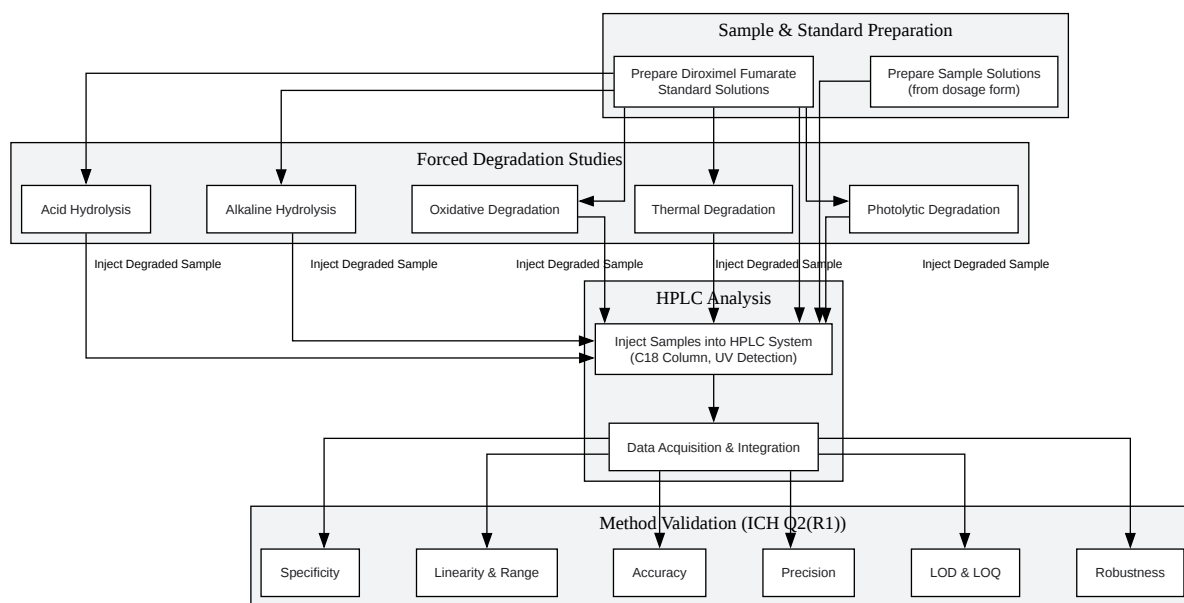 Sample & Standard Preparation
Prepare Diroximel Fumarate
Standard Solutions
Prepare Sample Solutions
(from dosage form)
Forced Degradation Studies
Acid Hydrolysis
Alkaline Hydrolysis
Oxidative Degradation
Thermal Degradation
Photolytic Degradation
Inject Degraded Sample
Inject Degraded Sample
Inject Degraded Sample
Inject Degraded Sample
Inject Degraded Sample
HPLC Analysis
Inject Samples into HPLC System
(C18 Column, UV Detection)
Data Acquisition & Integration
Method Validation (ICH Q2(R1))
Specificity
Linearity & Range
Accuracy
Precision
LOD & LOQ
Robustness